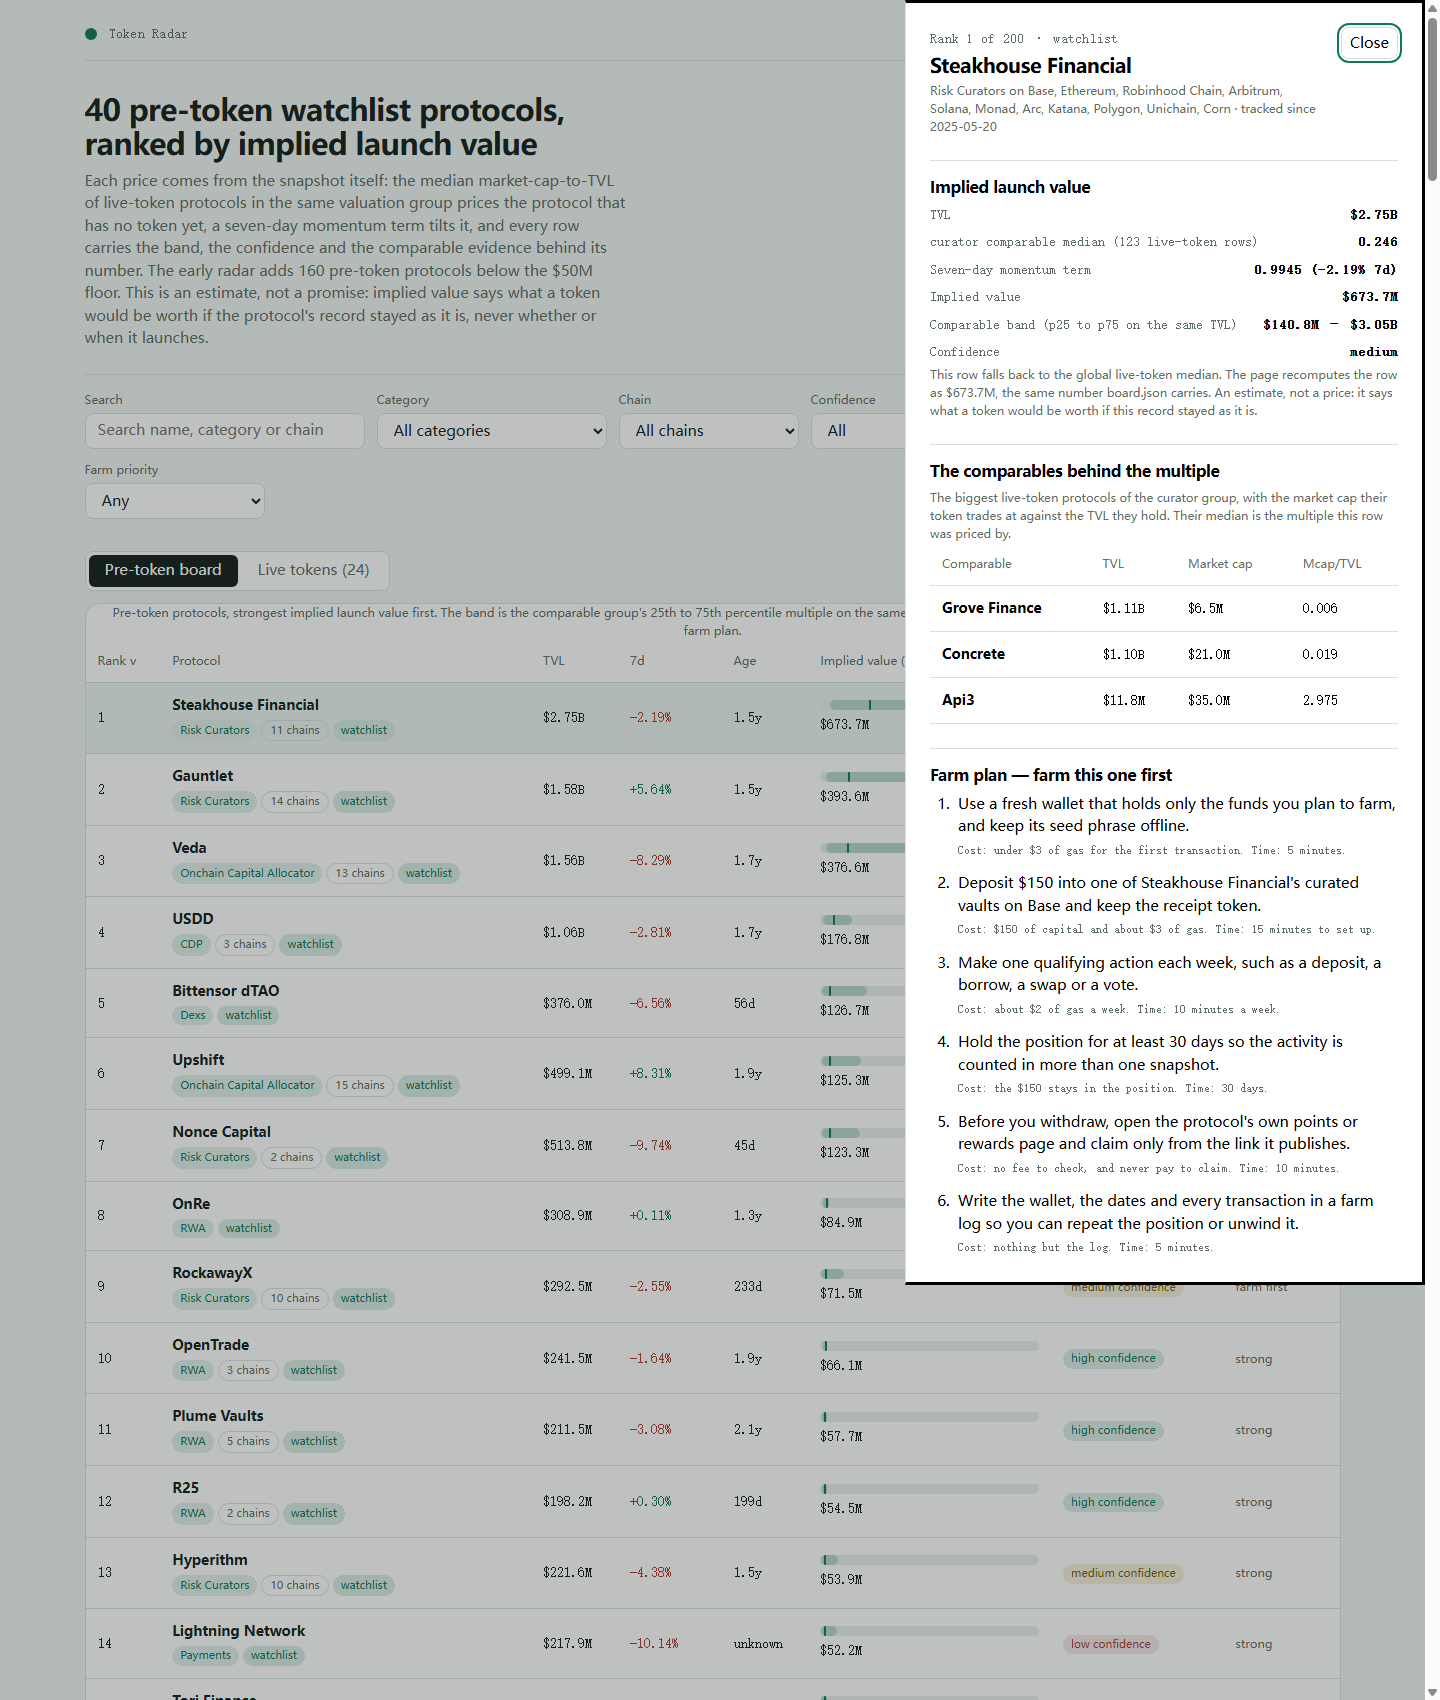 Token Radar
40 pre-token watchlist protocols,
ranked by implied launch value
Each price comes from the snapshot itself: the median market-cap-to-TVL
of live-token protocols in the same valuation group prices the protocol that
has no token yet, a seven-day momentum term tilts it, and every row
carries the band, the confidence and the comparable evidence behind its
number. The early radar adds 160 pre-token protocols below the $50M
floor. This is an estimate, not a promise: implied value says what a token
would be worth if the protocol's record stayed as it is, never whether or
when it launches.
Search
Category
Chain
Confidence
Search name, category or chain
All categories
All chains
All
Farm priority
Any
Pre-token board
Live tokens (24)
Pre-token protocols, strongest implied launch value first. The band is the comparable group's 25th to 75th percentile multiple on the same
farm plan.
Rank v
Protocol
TVL
7d
Age
Implied value (
1
Steakhouse Financial
Risk Curators
11 chains
watchlist
$2.75B
−2.19%
1.5y
$673.7M
2
Gauntlet
Risk Curators
14 chains
watchlist
$1.58B
+5.64%
1.5y
$393.6M
3
Veda
Onchain Capital Allocator
13 chains
watchlist
$1.56B
−8.29%
1.7y
$376.6M
4
USDD
CDP
3 chains
watchlist
$1.06B
−2.81%
1.7y
$176.8M
5
Bittensor dTAO
Dexs
watchlist
$376.0M
−6.56%
56d
$126.7M
6
Upshift
Onchain Capital Allocator
15 chains
watchlist
$499.1M
+8.31%
1.9y
$125.3M
7
Nonce Capital
Risk Curators
2 chains
watchlist
$513.8M
−9.74%
45d
$123.3M
8
OnRe
RWA
watchlist
$308.9M
+0.11%
1.3y
$84.9M
9
RockawayX
Risk Curators
10 chains
watchlist
$292.5M
−2.55%
233d
$71.5M
medium confidence
farm first
10
OpenTrade
RWA
3 chains
watchlist
$241.5M
−1.64%
1.9y
$66.1M
high confidence
strong
11
Plume Vaults
RWA
5 chains
watchlist
$211.5M
−3.08%
2.1y
$57.7M
high confidence
strong
12
R25
RWA
2 chains
watchlist
$198.2M
+0.30%
199d
$54.5M
high confidence
strong
13
Hyperithm
Risk Curators
10 chains
watchlist
$221.6M
−4.38%
1.5y
$53.9M
medium confidence
strong
14
Lightning Network
Payments
watchlist
$217.9M
−10.14%
unknown
$52.2M
low confidence
strong
Rank 1 of 200 · watchlist
Close
Steakhouse Financial
Risk Curators on Base, Ethereum, Robinhood Chain, Arbitrum,
Solana, Monad, Arc, Katana, Polygon, Unichain, Corn · tracked since
2025-05-20
Implied launch value
TVL
$2.75B
curator comparable median (123 live-token rows)
0.246
Seven-day momentum term
0.9945 (−2.19% 7d)
Implied value
$673.7M
Comparable band (p25 to p75 on the same TVL)
$140.8M – $3.05B
Confidence
medium
This row falls back to the global live-token median. The page recomputes the row
as $673.7M, the same number board.json carries. An estimate, not a price: it says
what a token would be worth if this record stayed as it is.
The comparables behind the multiple
The biggest live-token protocols of the curator group, with the market cap their
token trades at against the TVL they hold. Their median is the multiple this row
was priced by.
Comparable
TVL
Market cap
Mcap/TVL
Grove Finance
$1.11B
$6.5M
0.006
Concrete
$1.10B
$21.0M
0.019
Api3
$11.8M
$35.0M
2.975
Farm plan — farm this one first
1. Use a fresh wallet that holds only the funds you plan to farm,
and keep its seed phrase offline.
Cost: under $3 of gas for the first transaction. Time: 5 minutes.
2. Deposit $150 into one of Steakhouse Financial's curated
vaults on Base and keep the receipt token.
Cost: $150 of capital and about $3 of gas. Time: 15 minutes to set up.
3. Make one qualifying action each week, such as a deposit, a
borrow, a swap or a vote.
Cost: about $2 of gas a week. Time: 10 minutes a week.
4. Hold the position for at least 30 days so the activity is
counted in more than one snapshot.
Cost: the $150 stays in the position. Time: 30 days.
5. Before you withdraw, open the protocol's own points or
rewards page and claim only from the link it publishes.
Cost: no fee to check, and never pay to claim. Time: 10 minutes.
6. Write the wallet, the dates and every transaction in a farm
log so you can repeat the position or unwind it.
Cost: nothing but the log. Time: 5 minutes.